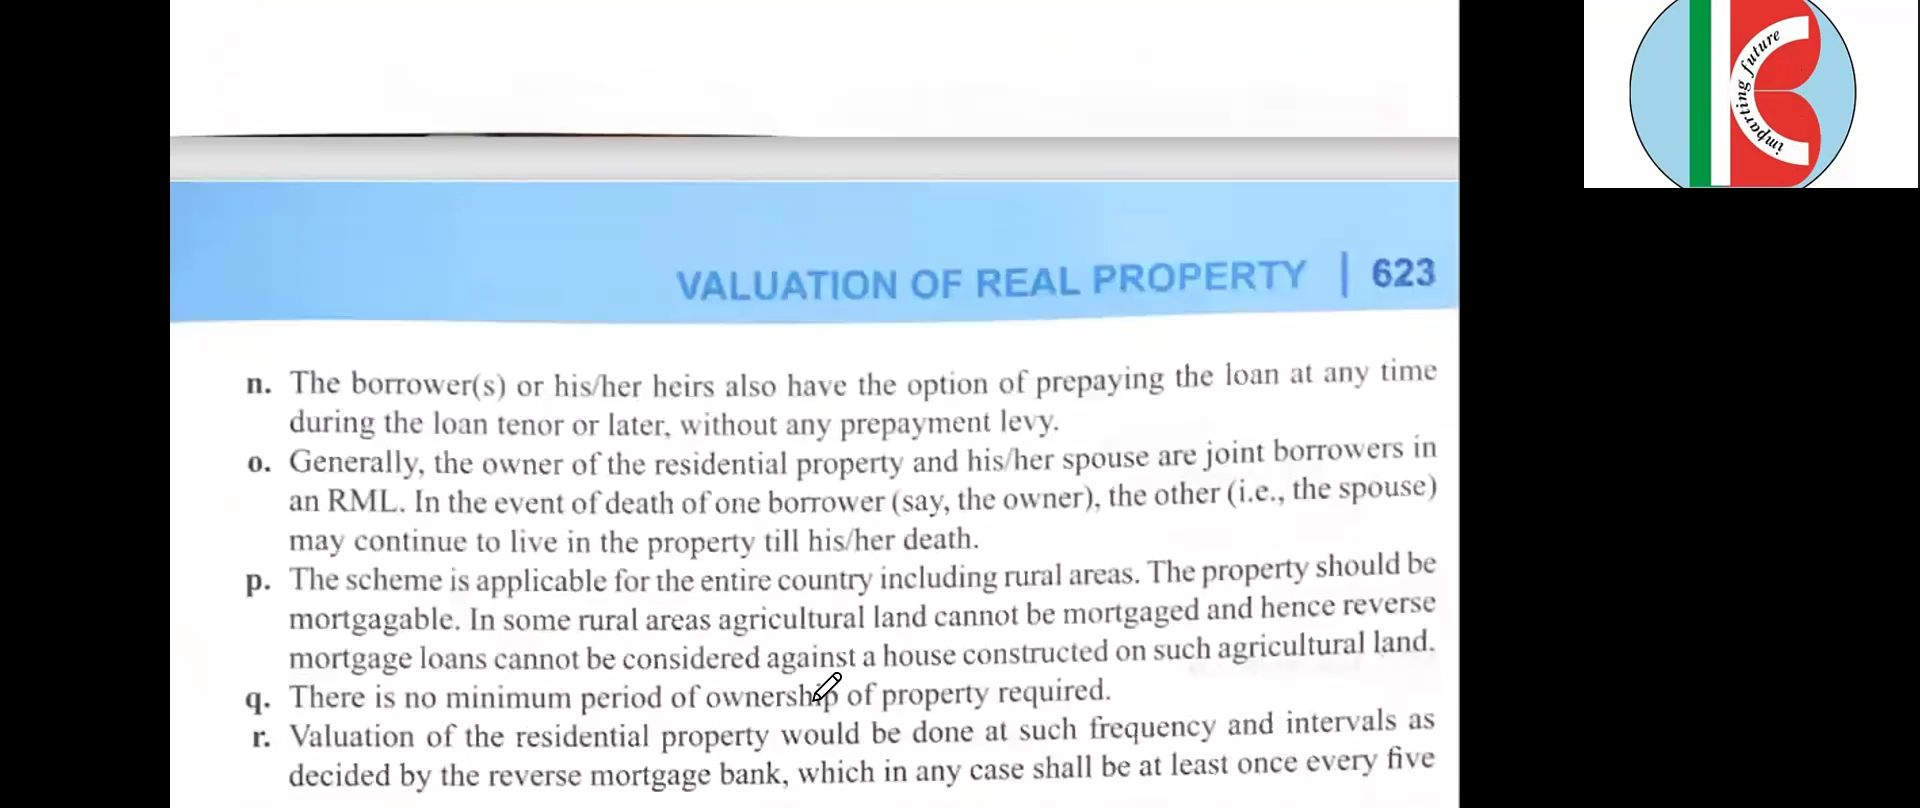 imparting future
VALUATION OF REAL PROPERTY | 623
n. The borrower(s) or his/her heirs also have the option of prepaying the loan at any time
during the loan tenor or later, without any prepayment levy.
o. Generally, the owner of the residential property and his/her spouse are joint borrowers in
an RML. In the event of death of one borrower (say, the owner), the other (i.e., the spouse)
may continue to live in the property till his/her death.
p. The scheme is applicable for the entire country including rural areas. The property should be
mortgagable. In some rural areas agricultural land cannot be mortgaged and hence reverse
mortgage loans cannot be considered against a house constructed on such agricultural land.
q. There is no minimum period of ownership of property required.
r. Valuation of the residential property would be done at such frequency and intervals as
decided by the reverse mortgage bank, which in any case shall be at least once every five